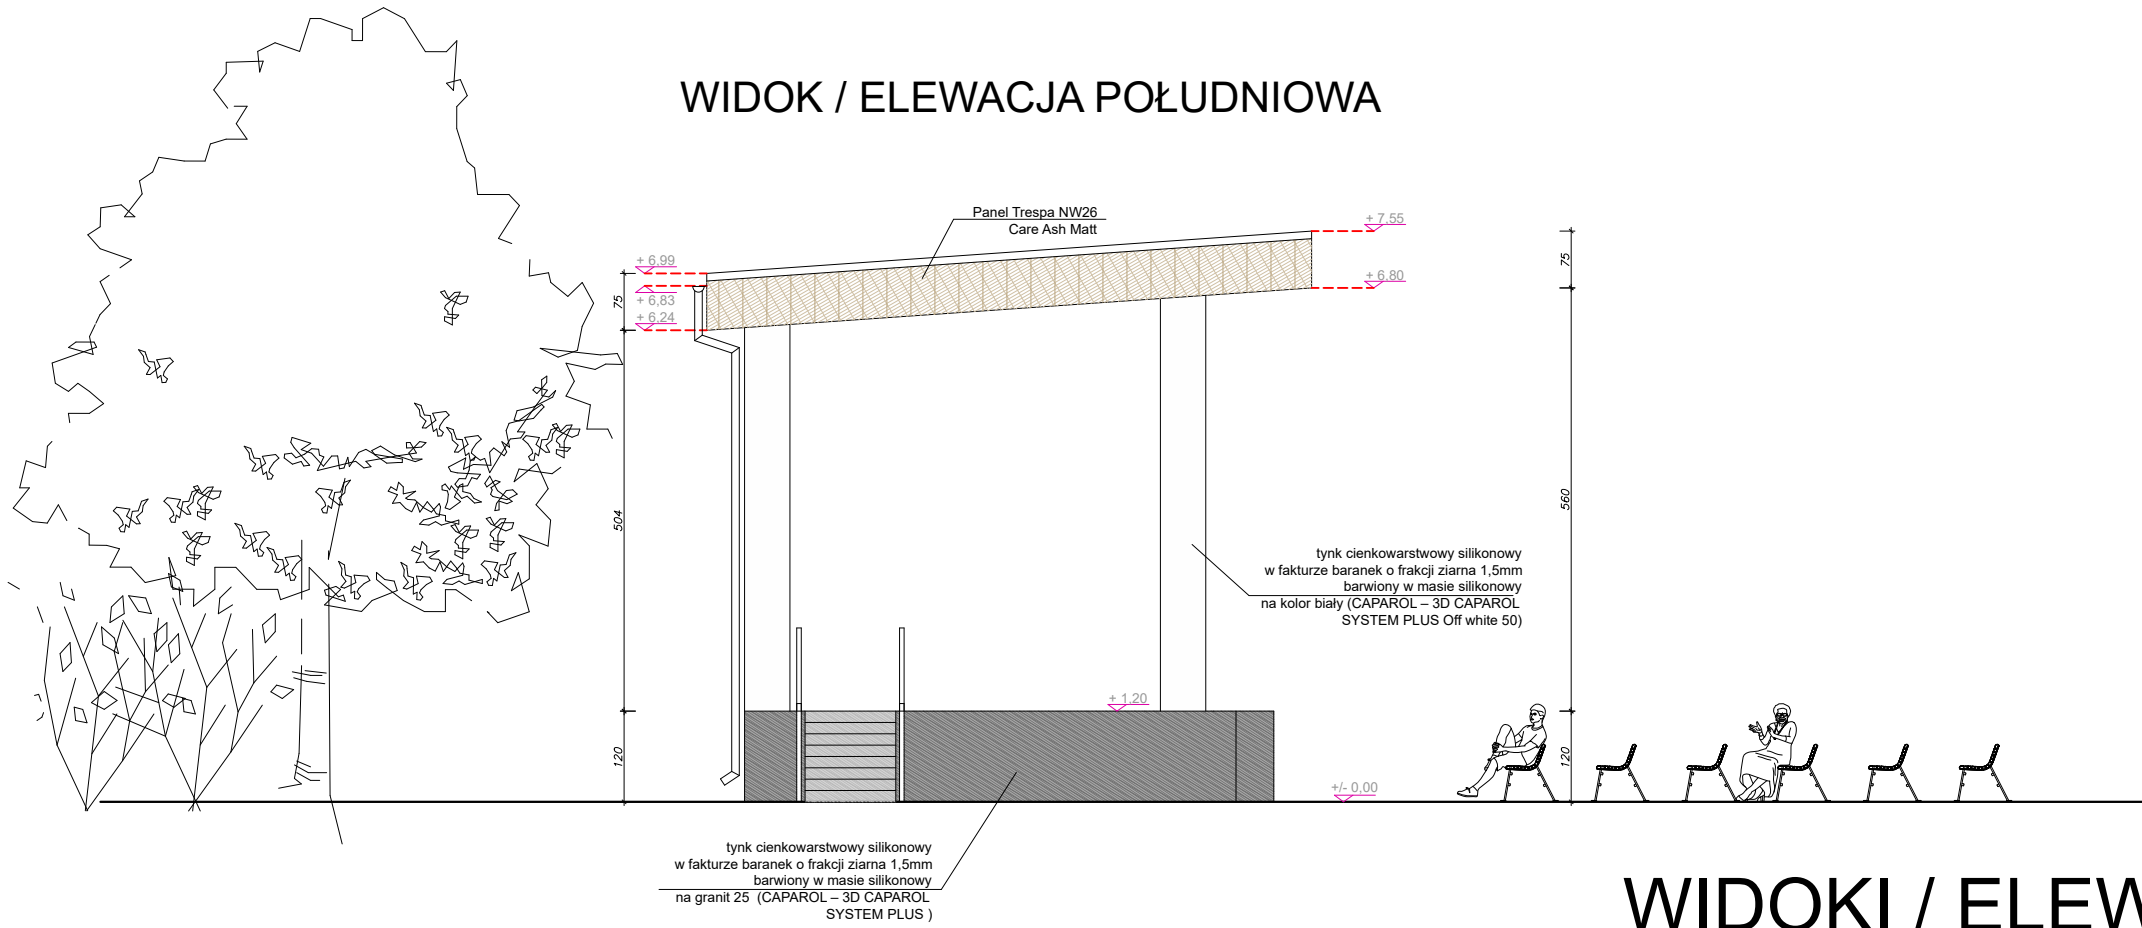 WIDOK / ELEWACJA POŁUDNIOWA
Panel Trespa NW26
Care Ash Matt
+ 7,55
+ 6,99
+ 6,80
+ 6,83
+ 6,24
75
75
504
560
tynk cienkowarstwowy silikonowy
w fakturze baranek o frakcji ziarna 1,5mm
barwiony w masie silikonowy
na kolor biały (CAPAROL – 3D CAPAROL
SYSTEM PLUS Off white 50)
+ 1,20
120
120
+/- 0,00
tynk cienkowarstwowy silikonowy
w fakturze baranek o frakcji ziarna 1,5mm
barwiony w masie silikonowy
na granit 25 (CAPAROL – 3D CAPAROL
SYSTEM PLUS )
WIDOKI / ELEW